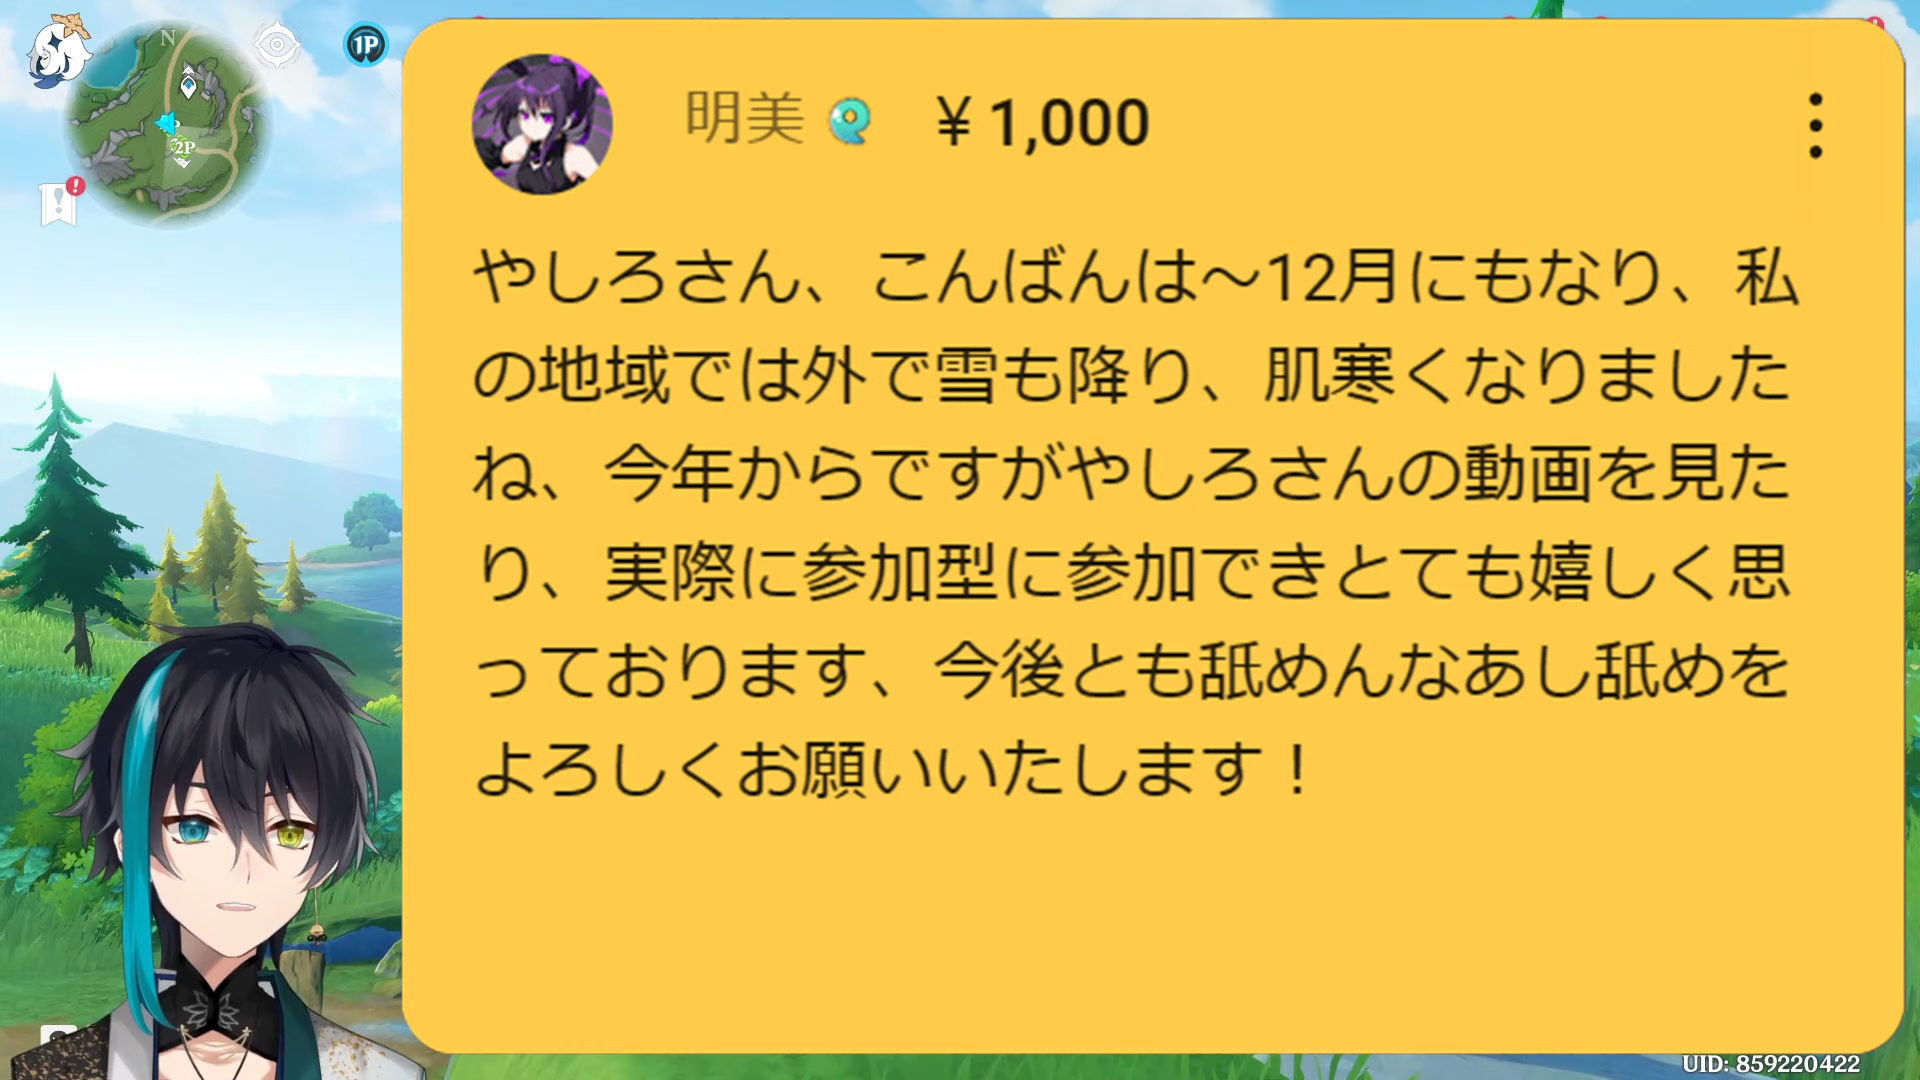 N
1P
2P
明美 ¥1,000
やしろさん、こんばんは～12月にもなり、私
の地域では外で雪も降り、肌寒くなりました
ね、今年からですがやしろさんの動画を見た
り、実際に参加型に参加できとても嬉しく思
っております、今後とも舐めんなあし舐めを
よろしくお願いいたします！
UID: 859220422